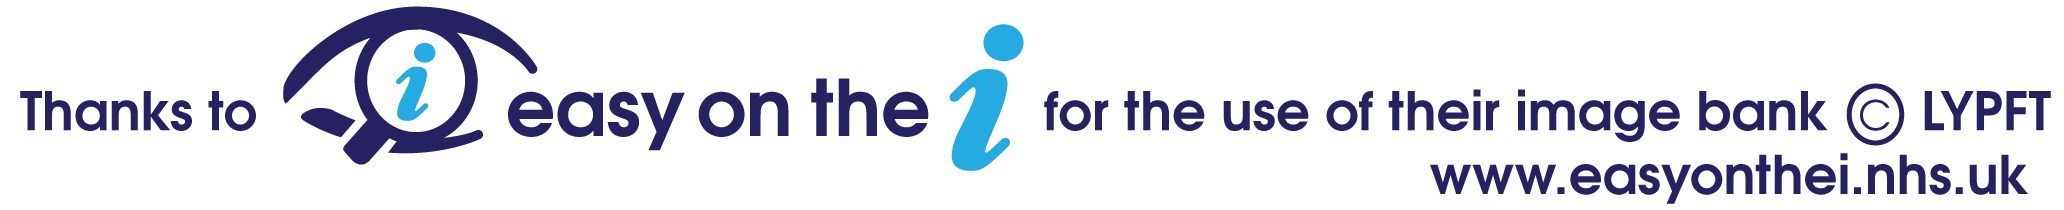 Thanks to easy on the i for the use of their image bank © LYPFT
www.easyonthei.nhs.uk